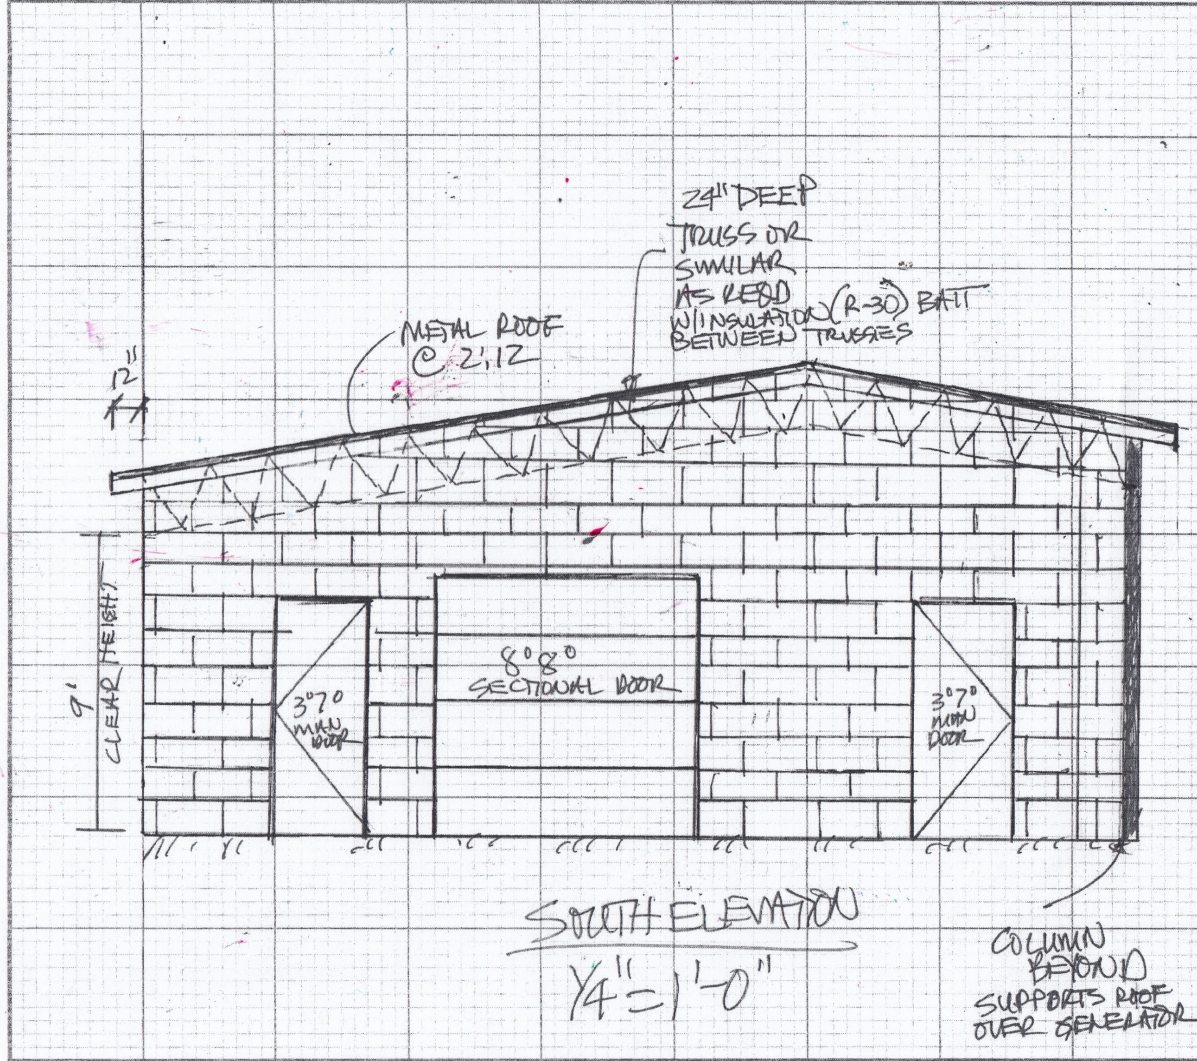 24" DEEP
TRUSS OR
SIMILAR
AS REQD
W/INSULATION (R-30) BATT
BETWEEN TRUSSES
METAL ROOF
@ 2:12
12"
9'
CLEAR HEIGHT
3⁰7⁰
MAN
DOOR
8⁰8⁰
SECTIONAL DOOR
3⁰7⁰
MAN
DOOR
SOUTH ELEVATION
1/4" = 1'-0"
COLUMN
BEYOND
SUPPORTS ROOF
OVER GENERATOR